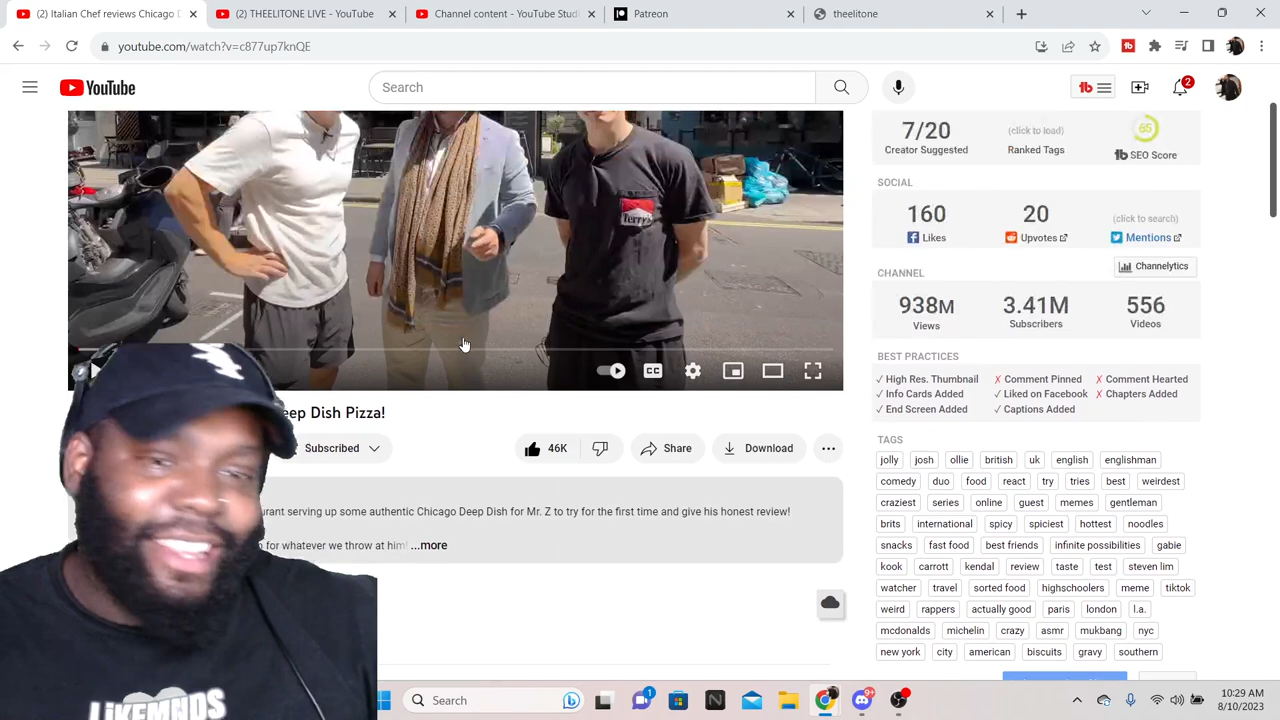 (2) Italian Chef reviews Chicago D
(2) THEELITONE LIVE - YouTube
Channel content - YouTube Stud
Patreon
theelitone
youtube.com/watch?v=c877up7knQE
YouTube
Search
tb
2
7/20
Creator Suggested
(click to load)
Ranked Tags
65
tb SEO Score
SOCIAL
160
Likes
20
Upvotes
(click to search)
Mentions
CHANNEL
Channelytics
938M
Views
3.41M
Subscribers
556
Videos
BEST PRACTICES
✓ High Res. Thumbnail
✗ Comment Pinned
✗ Comment Hearted
✓ Info Cards Added
✓ Liked on Facebook
✗ Chapters Added
✓ End Screen Added
✓ Captions Added
TAGS
jolly josh ollie british uk english englishman
comedy duo food react try tries best weirdest
craziest series online guest memes gentleman
brits international spicy spiciest hottest noodles
snacks fast food best friends infinite possibilities gabie
kook carrott kendal review taste test steven lim
watcher travel sorted food highschoolers meme tiktok
weird rappers actually good paris london l.a.
mcdonalds michelin crazy asmr mukbang nyc
new york city american biscuits gravy southern
Terry's
CC
eep Dish Pizza!
Subscribed
46K
Share
Download
urant serving up some authentic Chicago Deep Dish for Mr. Z to try for the first time and give his honest review!
o for whatever we throw at him! ...more
LiKEMNDS
Search
1
9+
10:29 AM
8/10/2023